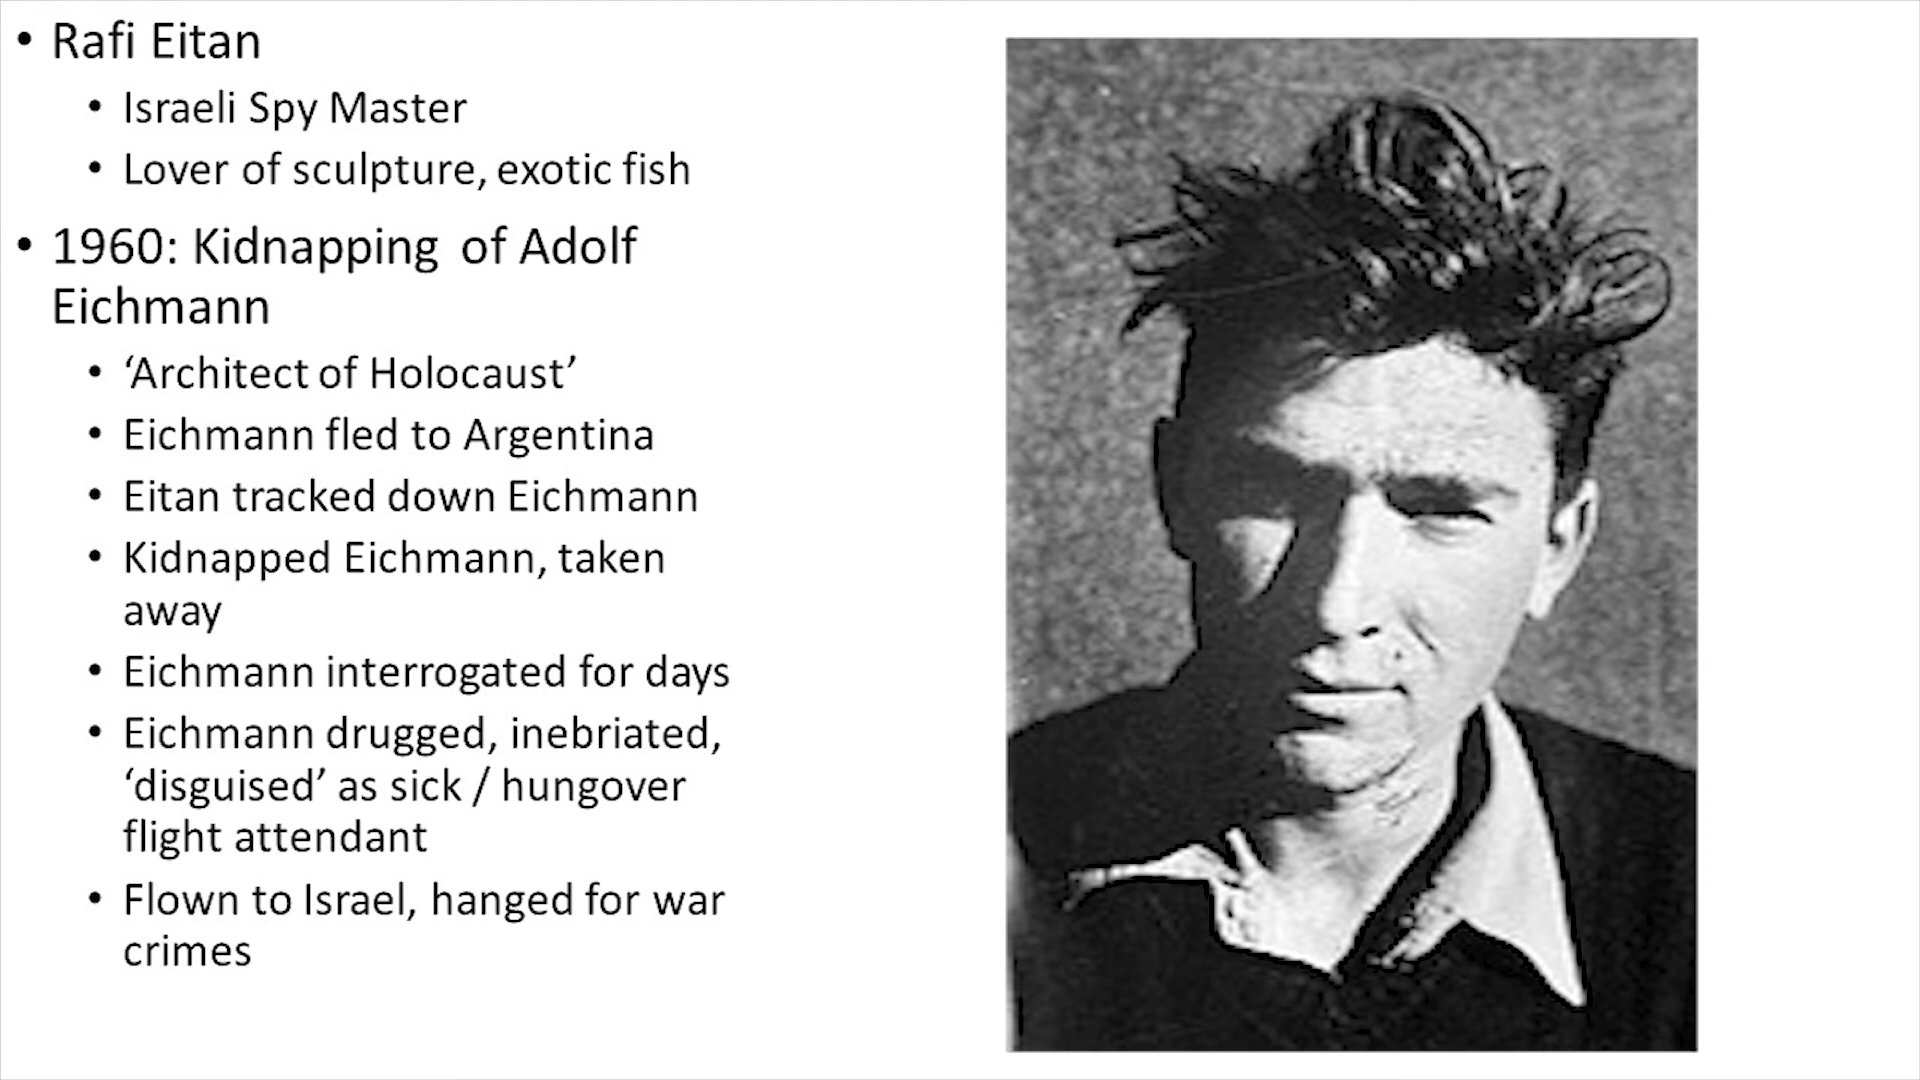 • Rafi Eitan
• Israeli Spy Master
• Lover of sculpture, exotic fish
• 1960: Kidnapping of Adolf
Eichmann
• ‘Architect of Holocaust’
• Eichmann fled to Argentina
• Eitan tracked down Eichmann
• Kidnapped Eichmann, taken
away
• Eichmann interrogated for days
• Eichmann drugged, inebriated,
‘disguised’ as sick / hungover
flight attendant
• Flown to Israel, hanged for war
crimes